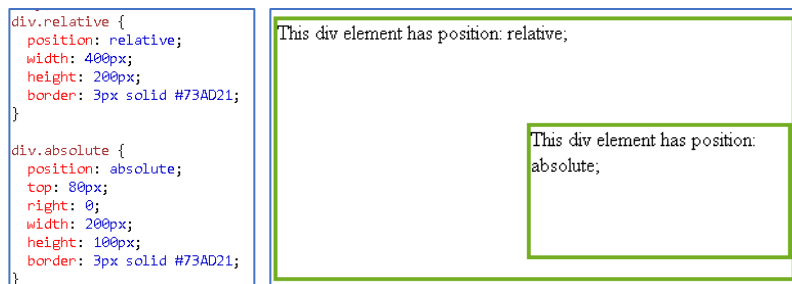 div.relative {
position: relative;
width: 400px;
height: 200px;
border: 3px solid #73AD21;
}
div.absolute {
position: absolute;
top: 80px;
right: 0;
width: 200px;
height: 100px;
border: 3px solid #73AD21;
}
This div element has position: relative;
This div element has position:
absolute;